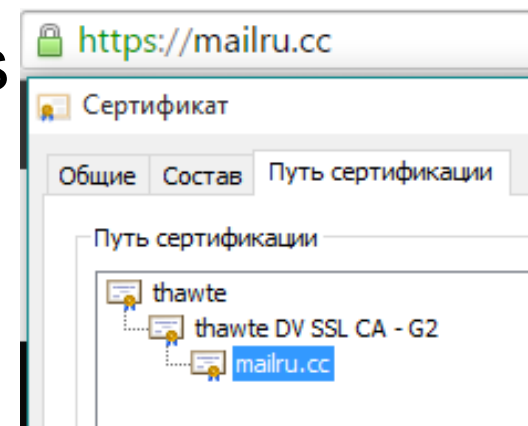 https://mailru.cc
s
Сертификат
Общие Состав Путь сертификации
Путь сертификации
thawte
thawte DV SSL CA - G2
mailru.cc